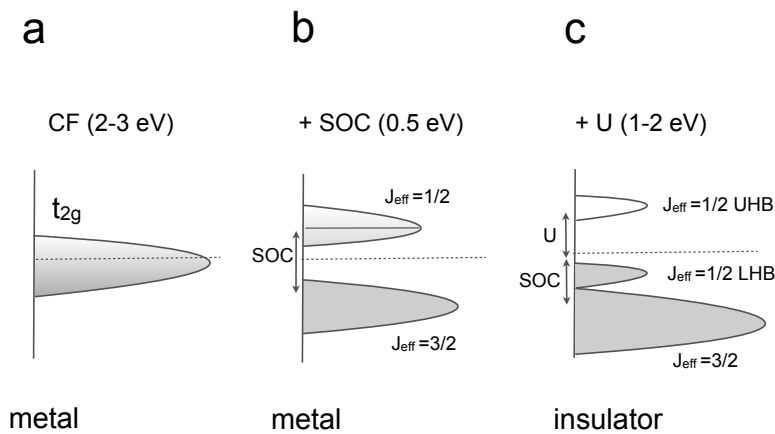 a
b
c
CF (2-3 eV)
+ SOC (0.5 eV)
+ U (1-2 eV)
t2g
Jeff =1/2
SOC
Jeff =3/2
Jeff =1/2 UHB
U
Jeff =1/2 LHB
SOC
Jeff =3/2
metal
metal
insulator